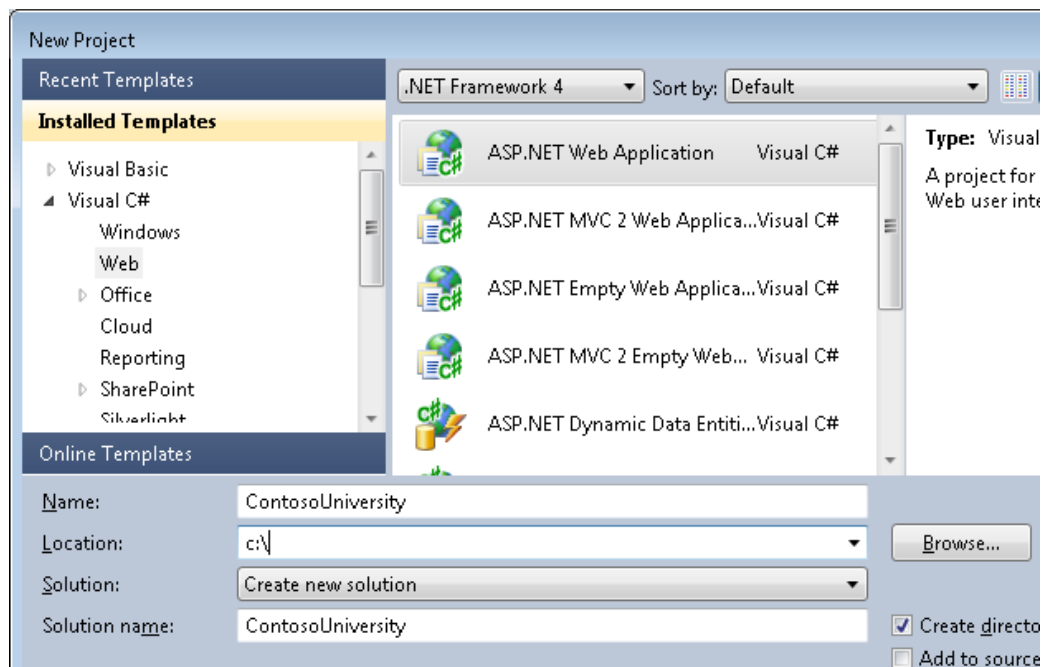 New Project
Recent Templates
Installed Templates
Visual Basic
Visual C#
Windows
Web
Office
Cloud
Reporting
SharePoint
Silverlight
Online Templates
.NET Framework 4 Sort by: Default
ASP.NET Web Application Visual C#
ASP.NET MVC 2 Web Applica...Visual C#
ASP.NET Empty Web Applica...Visual C#
ASP.NET MVC 2 Empty Web... Visual C#
ASP.NET Dynamic Data Entiti...Visual C#
Type: Visual
A project for
Web user inte
Name: ContosoUniversity
Location: c:\ Browse...
Solution: Create new solution
Solution name: ContosoUniversity Create directo
Add to source